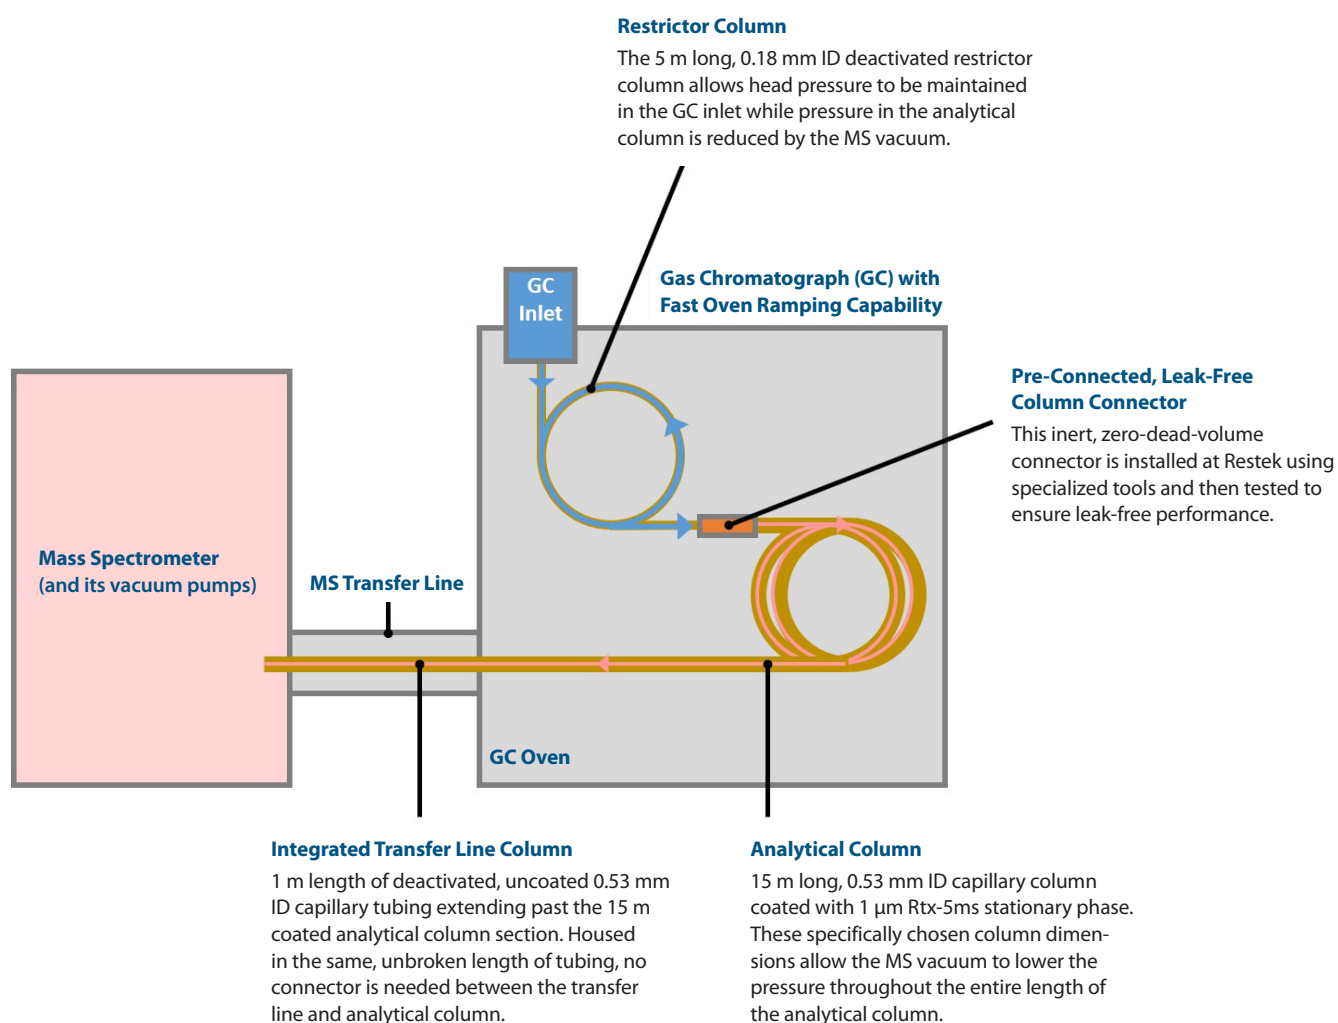 Restrictor Column
The 5 m long, 0.18 mm ID deactivated restrictor
column allows head pressure to be maintained
in the GC inlet while pressure in the analytical
column is reduced by the MS vacuum.
GC
Inlet
Gas Chromatograph (GC) with
Fast Oven Ramping Capability
Pre-Connected, Leak-Free
Column Connector
This inert, zero-dead-volume
connector is installed at Restek using
specialized tools and then tested to
ensure leak-free performance.
Mass Spectrometer
(and its vacuum pumps)
MS Transfer Line
GC Oven
Integrated Transfer Line Column
1 m length of deactivated, uncoated 0.53 mm
ID capillary tubing extending past the 15 m
coated analytical column section. Housed
in the same, unbroken length of tubing, no
connector is needed between the transfer
line and analytical column.
Analytical Column
15 m long, 0.53 mm ID capillary column
coated with 1 µm Rtx-5ms stationary phase.
These specifically chosen column dimen-
sions allow the MS vacuum to lower the
pressure throughout the entire length of
the analytical column.